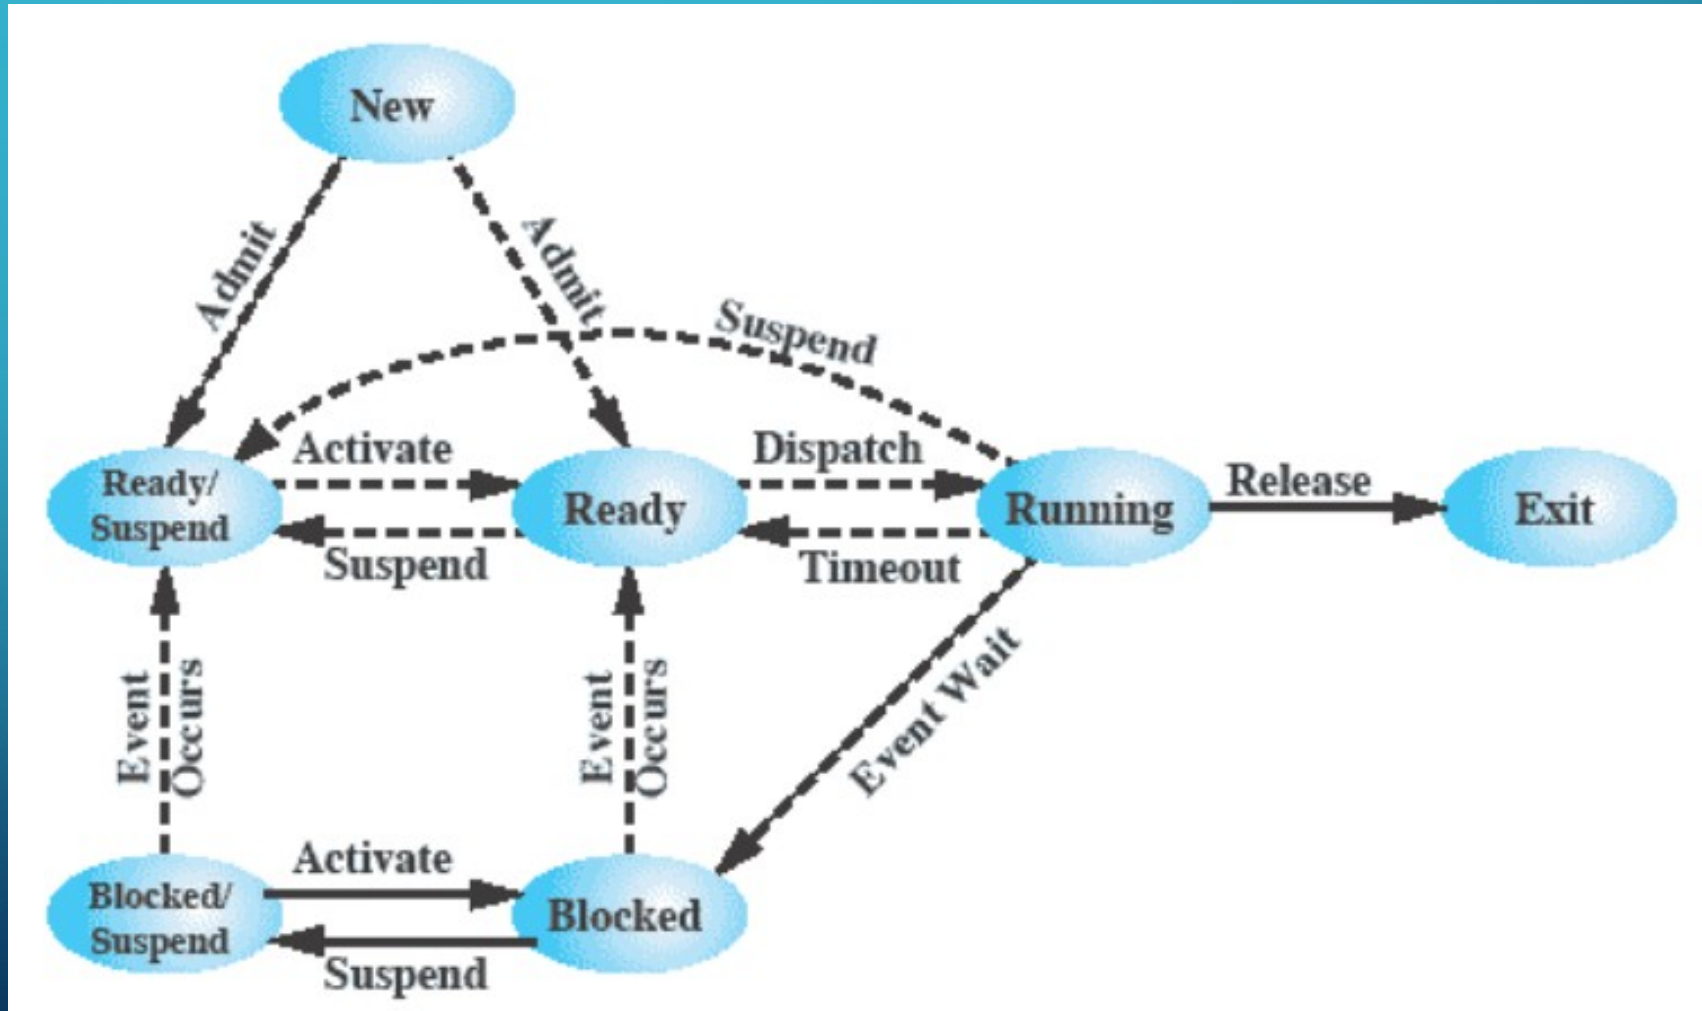 New
Admit
Admit
Suspend
Activate
Dispatch
Release
Ready/
Suspend
Ready
Running
Exit
Suspend
Timeout
Event
Occurs
Event
Occurs
Event Wait
Activate
Blocked/
Suspend
Blocked
Suspend